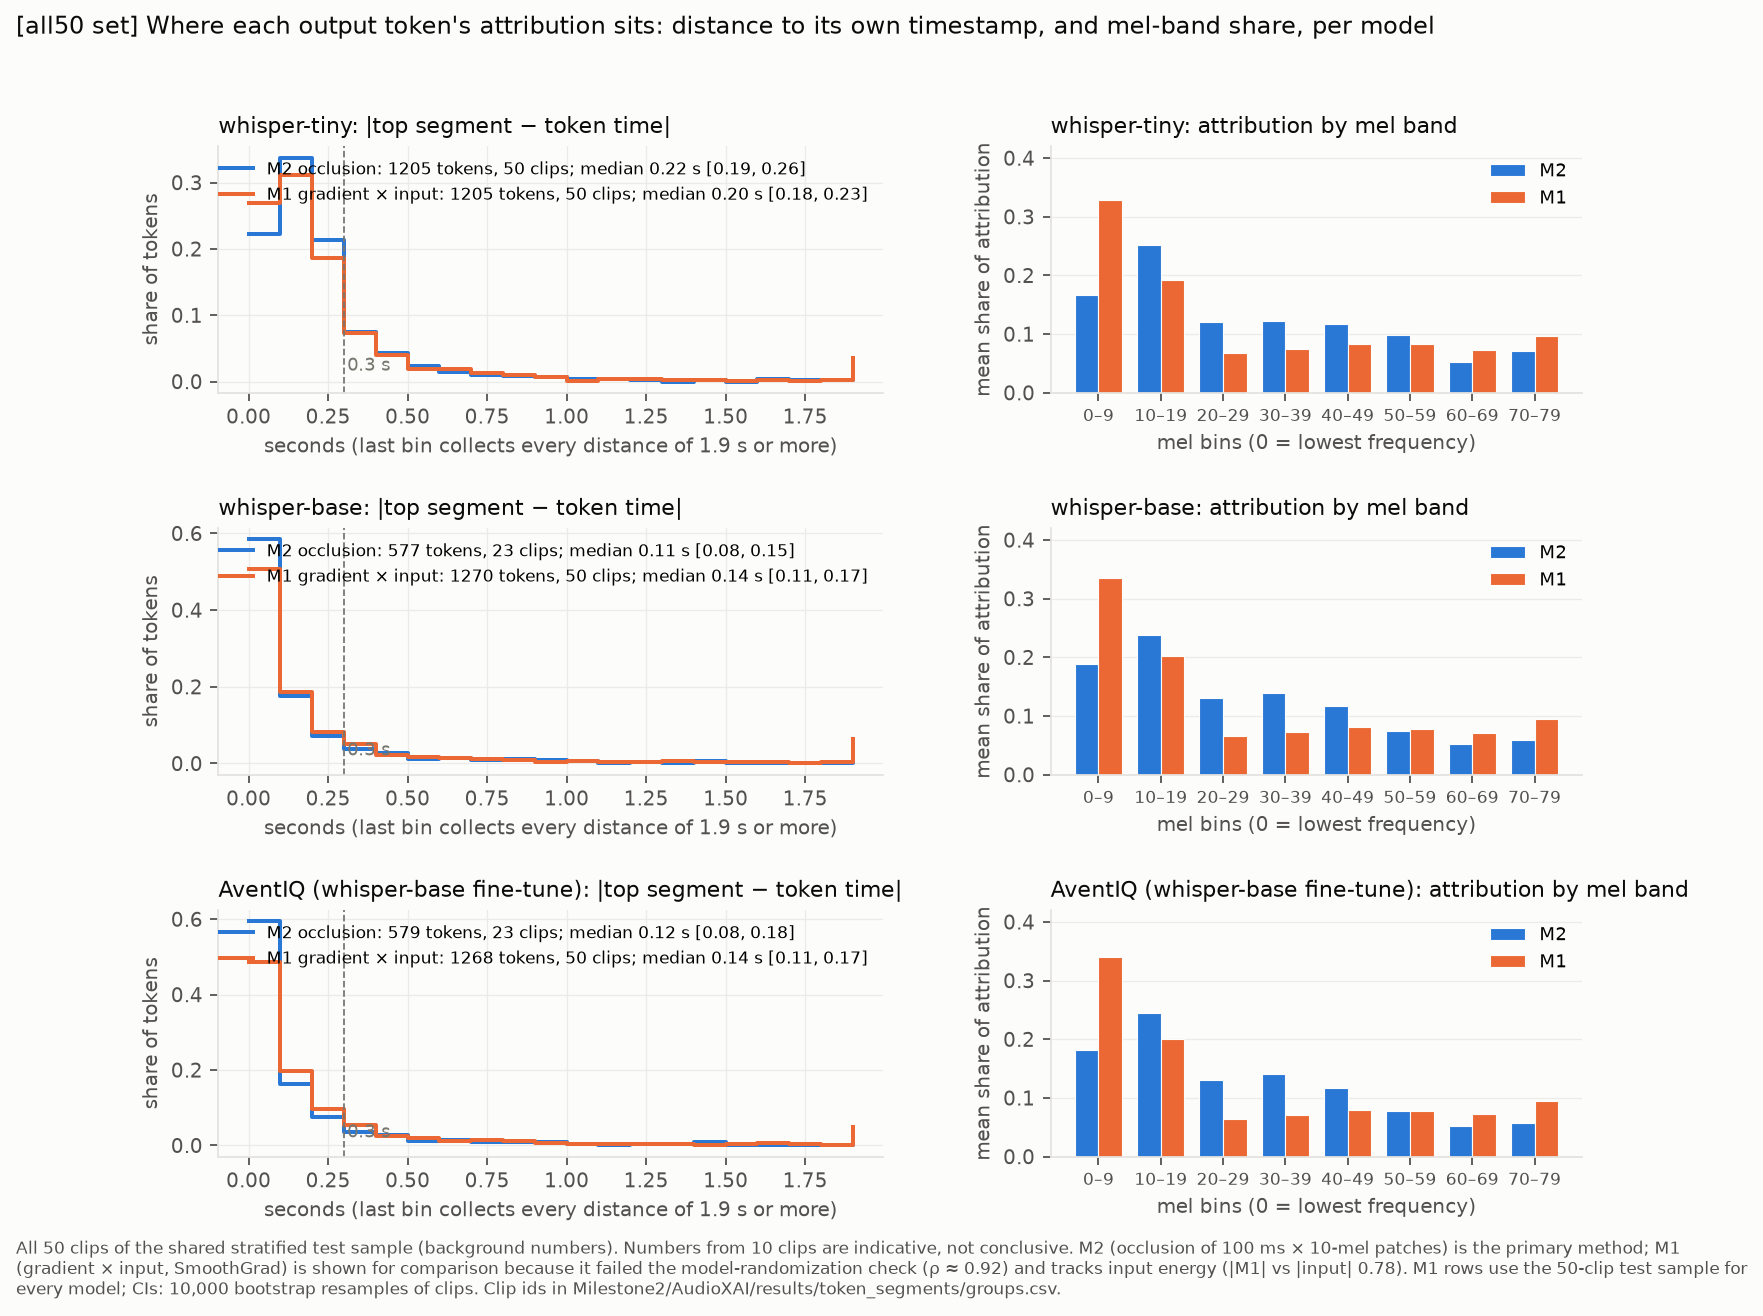 [all50 set] Where each output token's attribution sits: distance to its own timestamp, and mel-band share, per model
whisper-tiny: |top segment − token time|
M2 occlusion: 1205 tokens, 50 clips; median 0.22 s [0.19, 0.26]
M1 gradient × input: 1205 tokens, 50 clips; median 0.20 s [0.18, 0.23]
share of tokens
0.3
0.2
0.1
0.0
0.3 s
0.00 0.25 0.50 0.75 1.00 1.25 1.50 1.75
seconds (last bin collects every distance of 1.9 s or more)
whisper-tiny: attribution by mel band
M2
M1
mean share of attribution
0.4
0.3
0.2
0.1
0.0
0–9 10–19 20–29 30–39 40–49 50–59 60–69 70–79
mel bins (0 = lowest frequency)
whisper-base: |top segment − token time|
M2 occlusion: 577 tokens, 23 clips; median 0.11 s [0.08, 0.15]
M1 gradient × input: 1270 tokens, 50 clips; median 0.14 s [0.11, 0.17]
share of tokens
0.6
0.4
0.2
0.0
0.3 s
0.00 0.25 0.50 0.75 1.00 1.25 1.50 1.75
seconds (last bin collects every distance of 1.9 s or more)
whisper-base: attribution by mel band
M2
M1
mean share of attribution
0.4
0.3
0.2
0.1
0.0
0–9 10–19 20–29 30–39 40–49 50–59 60–69 70–79
mel bins (0 = lowest frequency)
AventIQ (whisper-base fine-tune): |top segment − token time|
M2 occlusion: 579 tokens, 23 clips; median 0.12 s [0.08, 0.18]
M1 gradient × input: 1268 tokens, 50 clips; median 0.14 s [0.11, 0.17]
share of tokens
0.6
0.4
0.2
0.0
0.3 s
0.00 0.25 0.50 0.75 1.00 1.25 1.50 1.75
seconds (last bin collects every distance of 1.9 s or more)
AventIQ (whisper-base fine-tune): attribution by mel band
M2
M1
mean share of attribution
0.4
0.3
0.2
0.1
0.0
0–9 10–19 20–29 30–39 40–49 50–59 60–69 70–79
mel bins (0 = lowest frequency)
All 50 clips of the shared stratified test sample (background numbers). Numbers from 10 clips are indicative, not conclusive. M2 (occlusion of 100 ms × 10-mel patches) is the primary method; M1
(gradient × input, SmoothGrad) is shown for comparison because it failed the model-randomization check (ρ ≈ 0.92) and tracks input energy (|M1| vs |input| 0.78). M1 rows use the 50-clip test sample for
every model; CIs: 10,000 bootstrap resamples of clips. Clip ids in Milestone2/AudioXAI/results/token_segments/groups.csv.